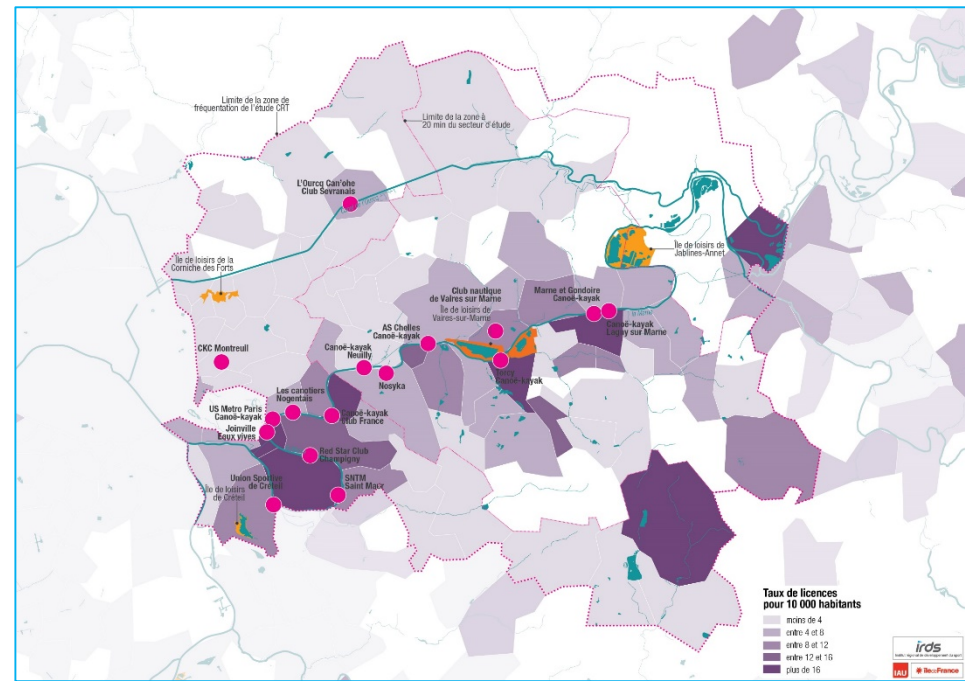 Limite de la zone de
fréquentation de l'étude CRT
Limite de la zone à
20 min du secteur d'étude
L'Ourcq Can'ohe
Club Sevranais
Île de loisirs de la
Corniche des Forts
Île de loisirs de
Jablines-Annet
Club nautique
de Vaires sur Marne
Île de loisirs de
Vaires-sur-Marne
Marne et Gondoire
Canoë-kayak
Canoë-kayak
Lagny sur Marne
AS Chelles
Canoë-kayak
Torcy
Canoë-kayak
CKC Montreuil
Canoë-kayak
Neuilly
Nosyka
Les canotiers
Nogentais
US Métro Paris
Canoë-kayak
Canoë-kayak
Club France
Joinville
Eaux vives
Red Star Club
Champigny
Union Sportive
de Créteil
SNTM
Saint Maur
Île de loisirs
de Créteil
Taux de licences
pour 10 000 habitants
moins de 4
entre 4 et 8
entre 8 et 12
entre 12 et 16
plus de 16
irds
IAU
île de France